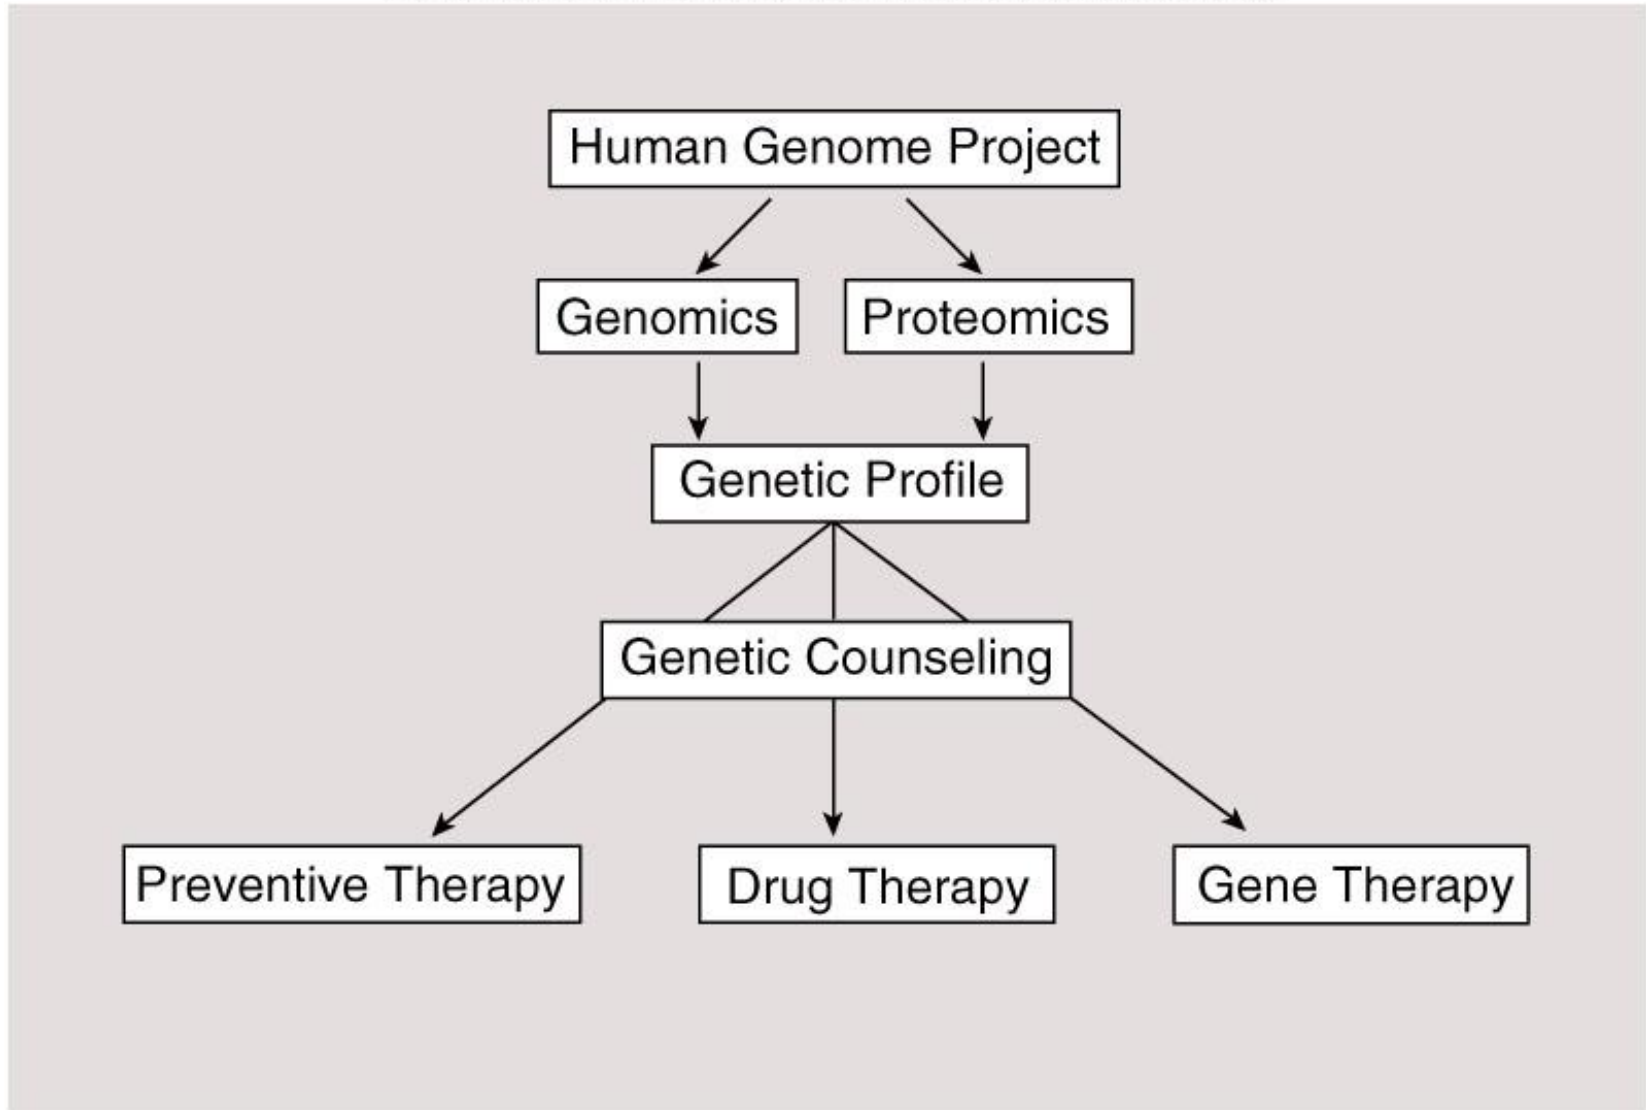 Human Genome Project
Genomics
Proteomics
Genetic Profile
Genetic Counseling
Preventive Therapy
Drug Therapy
Gene Therapy